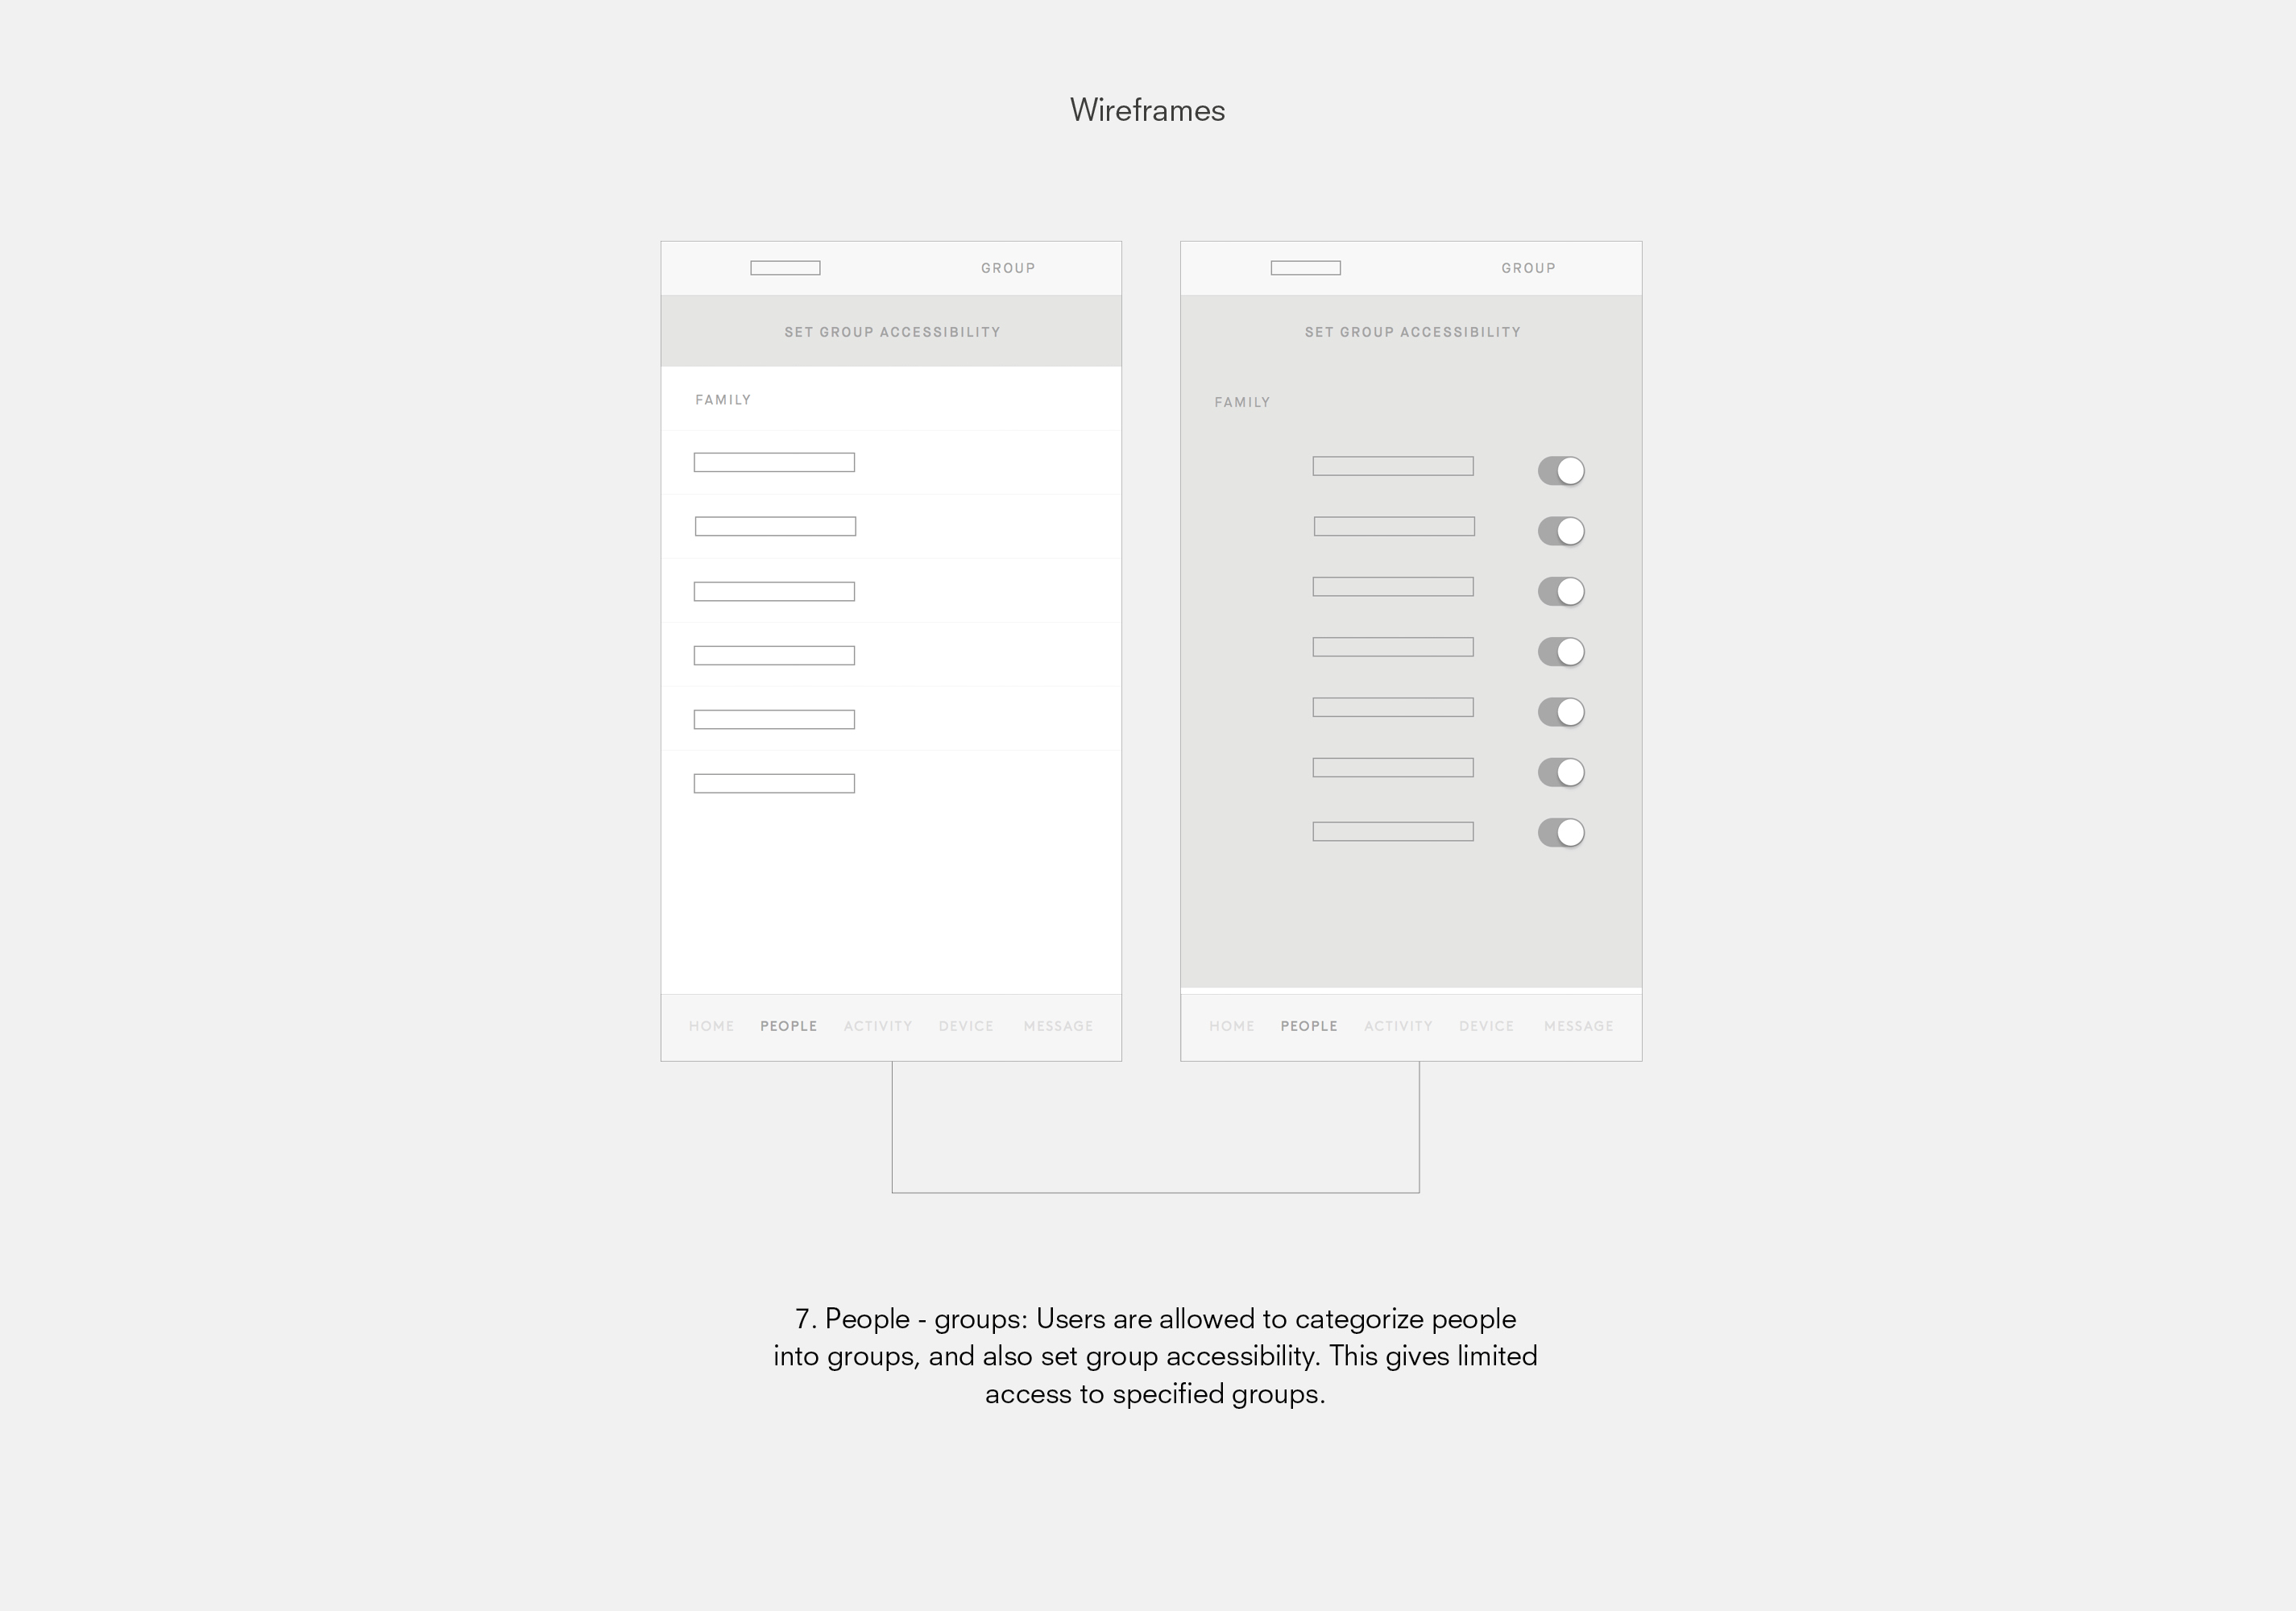 Wireframes
GROUP
SET GROUP ACCESSIBILITY
FAMILY
HOME PEOPLE ACTIVITY DEVICE MESSAGE
GROUP
SET GROUP ACCESSIBILITY
FAMILY
HOME PEOPLE ACTIVITY DEVICE MESSAGE
7. People - groups: Users are allowed to categorize people
into groups, and also set group accessibility. This gives limited
access to specified groups.